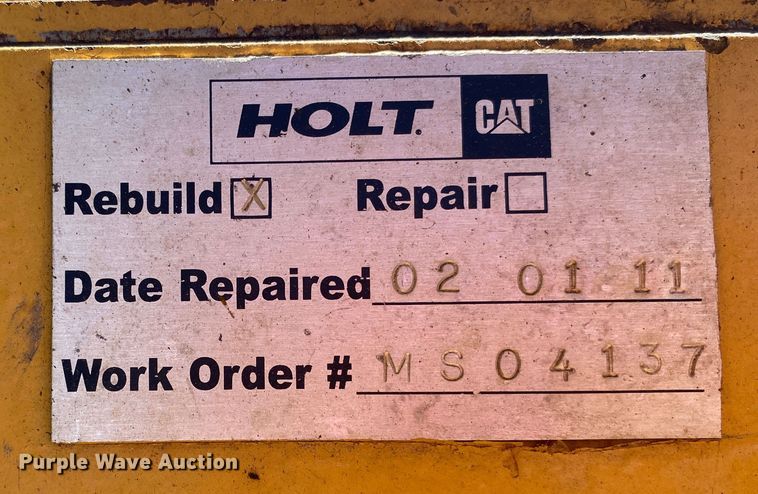 HOLT. CAT
Rebuild X Repair
Date Repaired 02 01 11
Work Order # MS04137
Purple Wave Auction